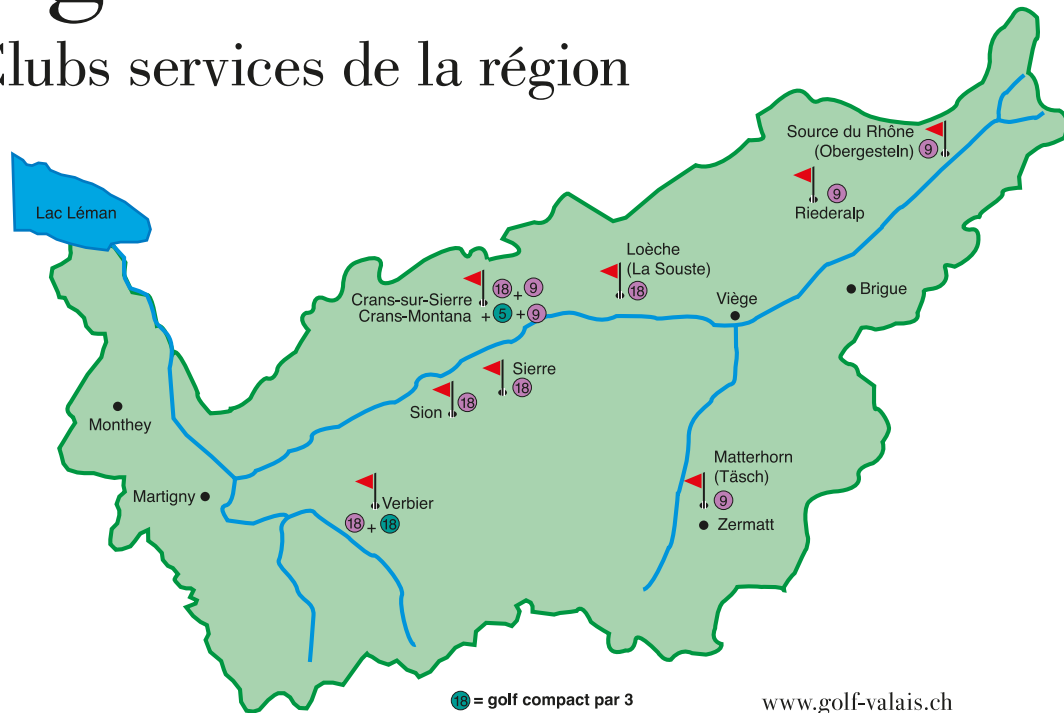 Clubs services de la région
Lac Léman
Source du Rhône
(Obergesteln) 9
9
Riederalp
Loèche
(La Souste)
18
Viège
Brigue
18 + 9
Crans-sur-Sierre
Crans-Montana + 5 + 9
Sierre
18
Sion 18
Monthey
Martigny
Verbier
18 + 18
Matterhorn
(Täsch)
9
Zermatt
18 = golf compact par 3
www.golf-valais.ch